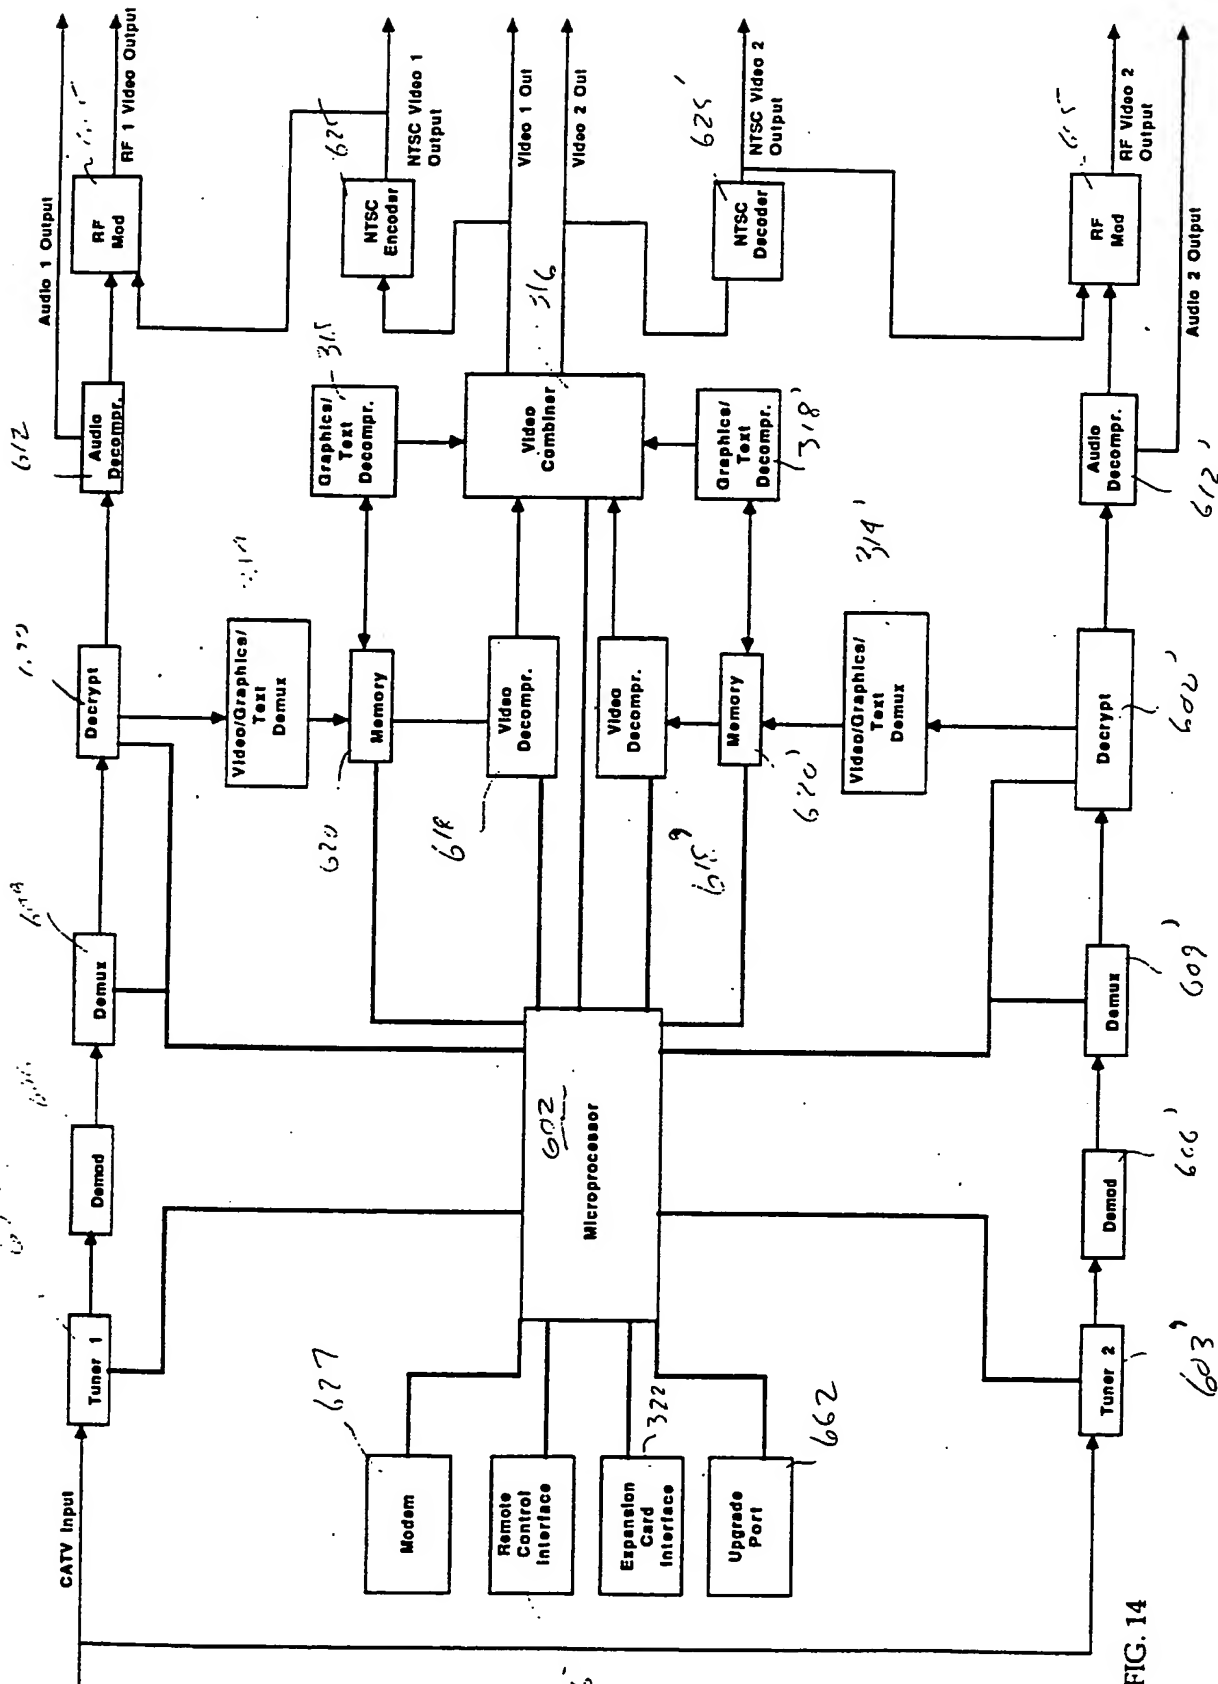 CATV Input
Tuner 1
Demod
Demux
Decrypt
Audio
Decompr.
612
Audio 1 Output
RF
Mod
RF 1 Video Output
Video/Graphics/
Text
Demux
Memory
620
Graphics/
Text
Decompr.
315
NTSC
Encoder
625
NTSC Video 1
Output
Video
Decompr.
618
Video
Combiner
316
Video 1 Out
Video 2 Out
Modem
627
Remote
Control
Interface
Expansion
Card
Interface
322
Upgrade
Port
662
Microprocessor
602
Video
Decompr.
Memory
620'
Graphics/
Text
Decompr.
318'
NTSC
Decoder
625'
NTSC Video 2
Output
Video/Graphics/
Text
Demux
314'
Tuner 2
603'
Demod
606'
Demux
609'
Decrypt
600'
Audio
Decompr.
612'
RF
Mod
RF Video 2
Output
Audio 2 Output
FIG. 14